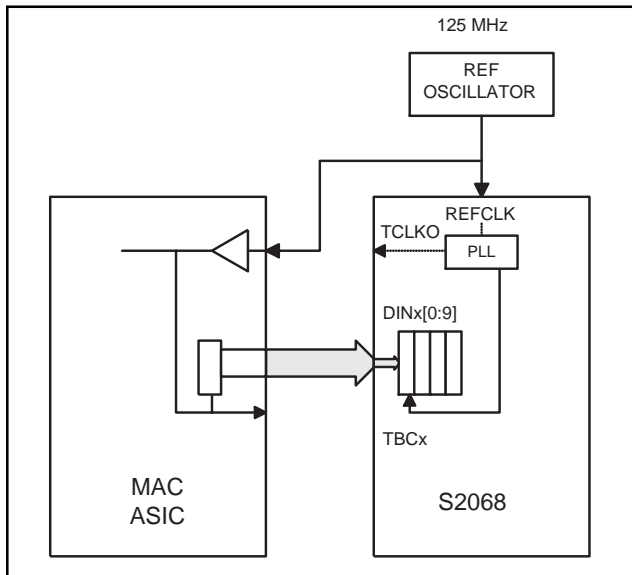 125 MHz
REF
OSCILLATOR
REFCLK
TCLKO
PLL
DINx[0:9]
TBCx
MAC
ASIC
S2068